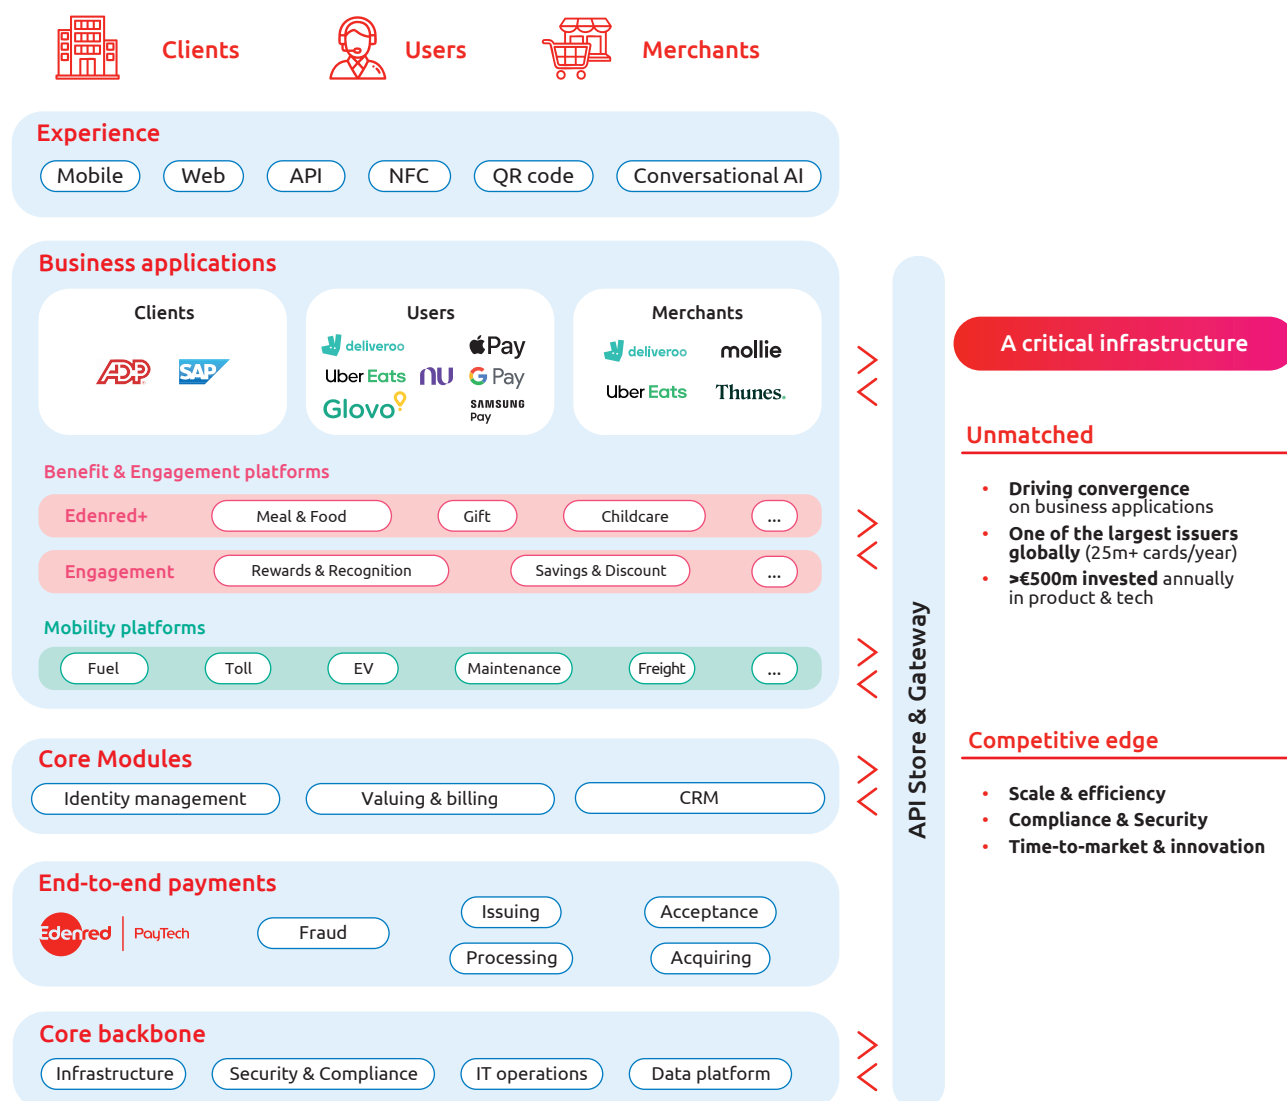 Clients
Users
Merchants
Experience
Mobile
Web
API
NFC
QR code
Conversational AI
Business applications
Clients
ADP
SAP
Users
deliveroo
Pay
Uber Eats
nu
G Pay
Glovo
SAMSUNG
Pay
Merchants
deliveroo
mollie
Uber Eats
Thunes.
Benefit & Engagement platforms
Edenred+
Meal & Food
Gift
Childcare
...
Engagement
Rewards & Recognition
Savings & Discount
...
Mobility platforms
Fuel
Toll
EV
Maintenance
Freight
...
Core Modules
Identity management
Valuing & billing
CRM
End-to-end payments
Edenred
PayTech
Fraud
Issuing
Acceptance
Processing
Acquiring
Core backbone
Infrastructure
Security & Compliance
IT operations
Data platform
API Store & Gateway
A critical infrastructure
Unmatched
• Driving convergence
on business applications
• One of the largest issuers
globally (25m+ cards/year)
• >€500m invested annually
in product & tech
Competitive edge
• Scale & efficiency
• Compliance & Security
• Time-to-market & innovation